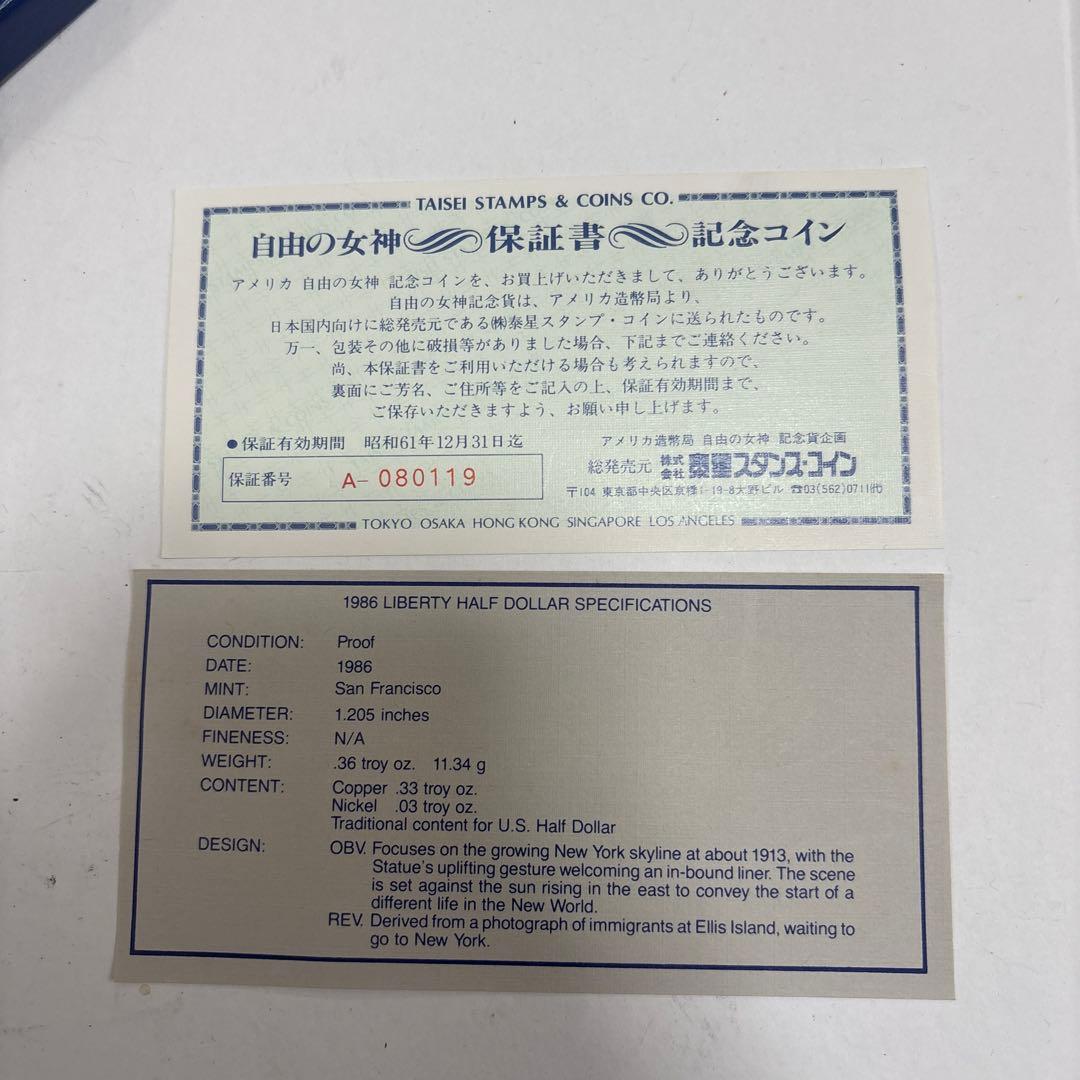 TAISEI STAMPS & COINS CO.
自由の女神 保証書 記念コイン
アメリカ 自由の女神 記念コインを、お買上げいただきまして、ありがとうございます。
自由の女神記念貨は、アメリカ造幣局より、
日本国内向けに総発売元である㈱泰星スタンプ・コインに送られたものです。
万一、包装その他に破損等がありました場合、下記までご連絡ください。
尚、本保証書をご利用いただける場合も考えられますので、
裏面にご芳名、ご住所等をご記入の上、保証有効期間まで、
ご保存いただきますよう、お願い申し上げます。
●保証有効期間 昭和61年12月31日迄
保証番号 A- 080119
アメリカ造幣局 自由の女神 記念貨企画
総発売元 株式会社 泰星スタンプ・コイン
〒104 東京都中央区京橋1-19-8大野ビル ☎03(562)0711㈹
TOKYO OSAKA HONG KONG SINGAPORE LOS ANGELES
1986 LIBERTY HALF DOLLAR SPECIFICATIONS
CONDITION: Proof
DATE: 1986
MINT: San Francisco
DIAMETER: 1.205 inches
FINENESS: N/A
WEIGHT: .36 troy oz. 11.34 g
CONTENT: Copper .33 troy oz.
Nickel .03 troy oz.
Traditional content for U.S. Half Dollar
DESIGN: OBV. Focuses on the growing New York skyline at about 1913, with the
Statue's uplifting gesture welcoming an in-bound liner. The scene
is set against the sun rising in the east to convey the start of a
different life in the New World.
REV. Derived from a photograph of immigrants at Ellis Island, waiting to
go to New York.